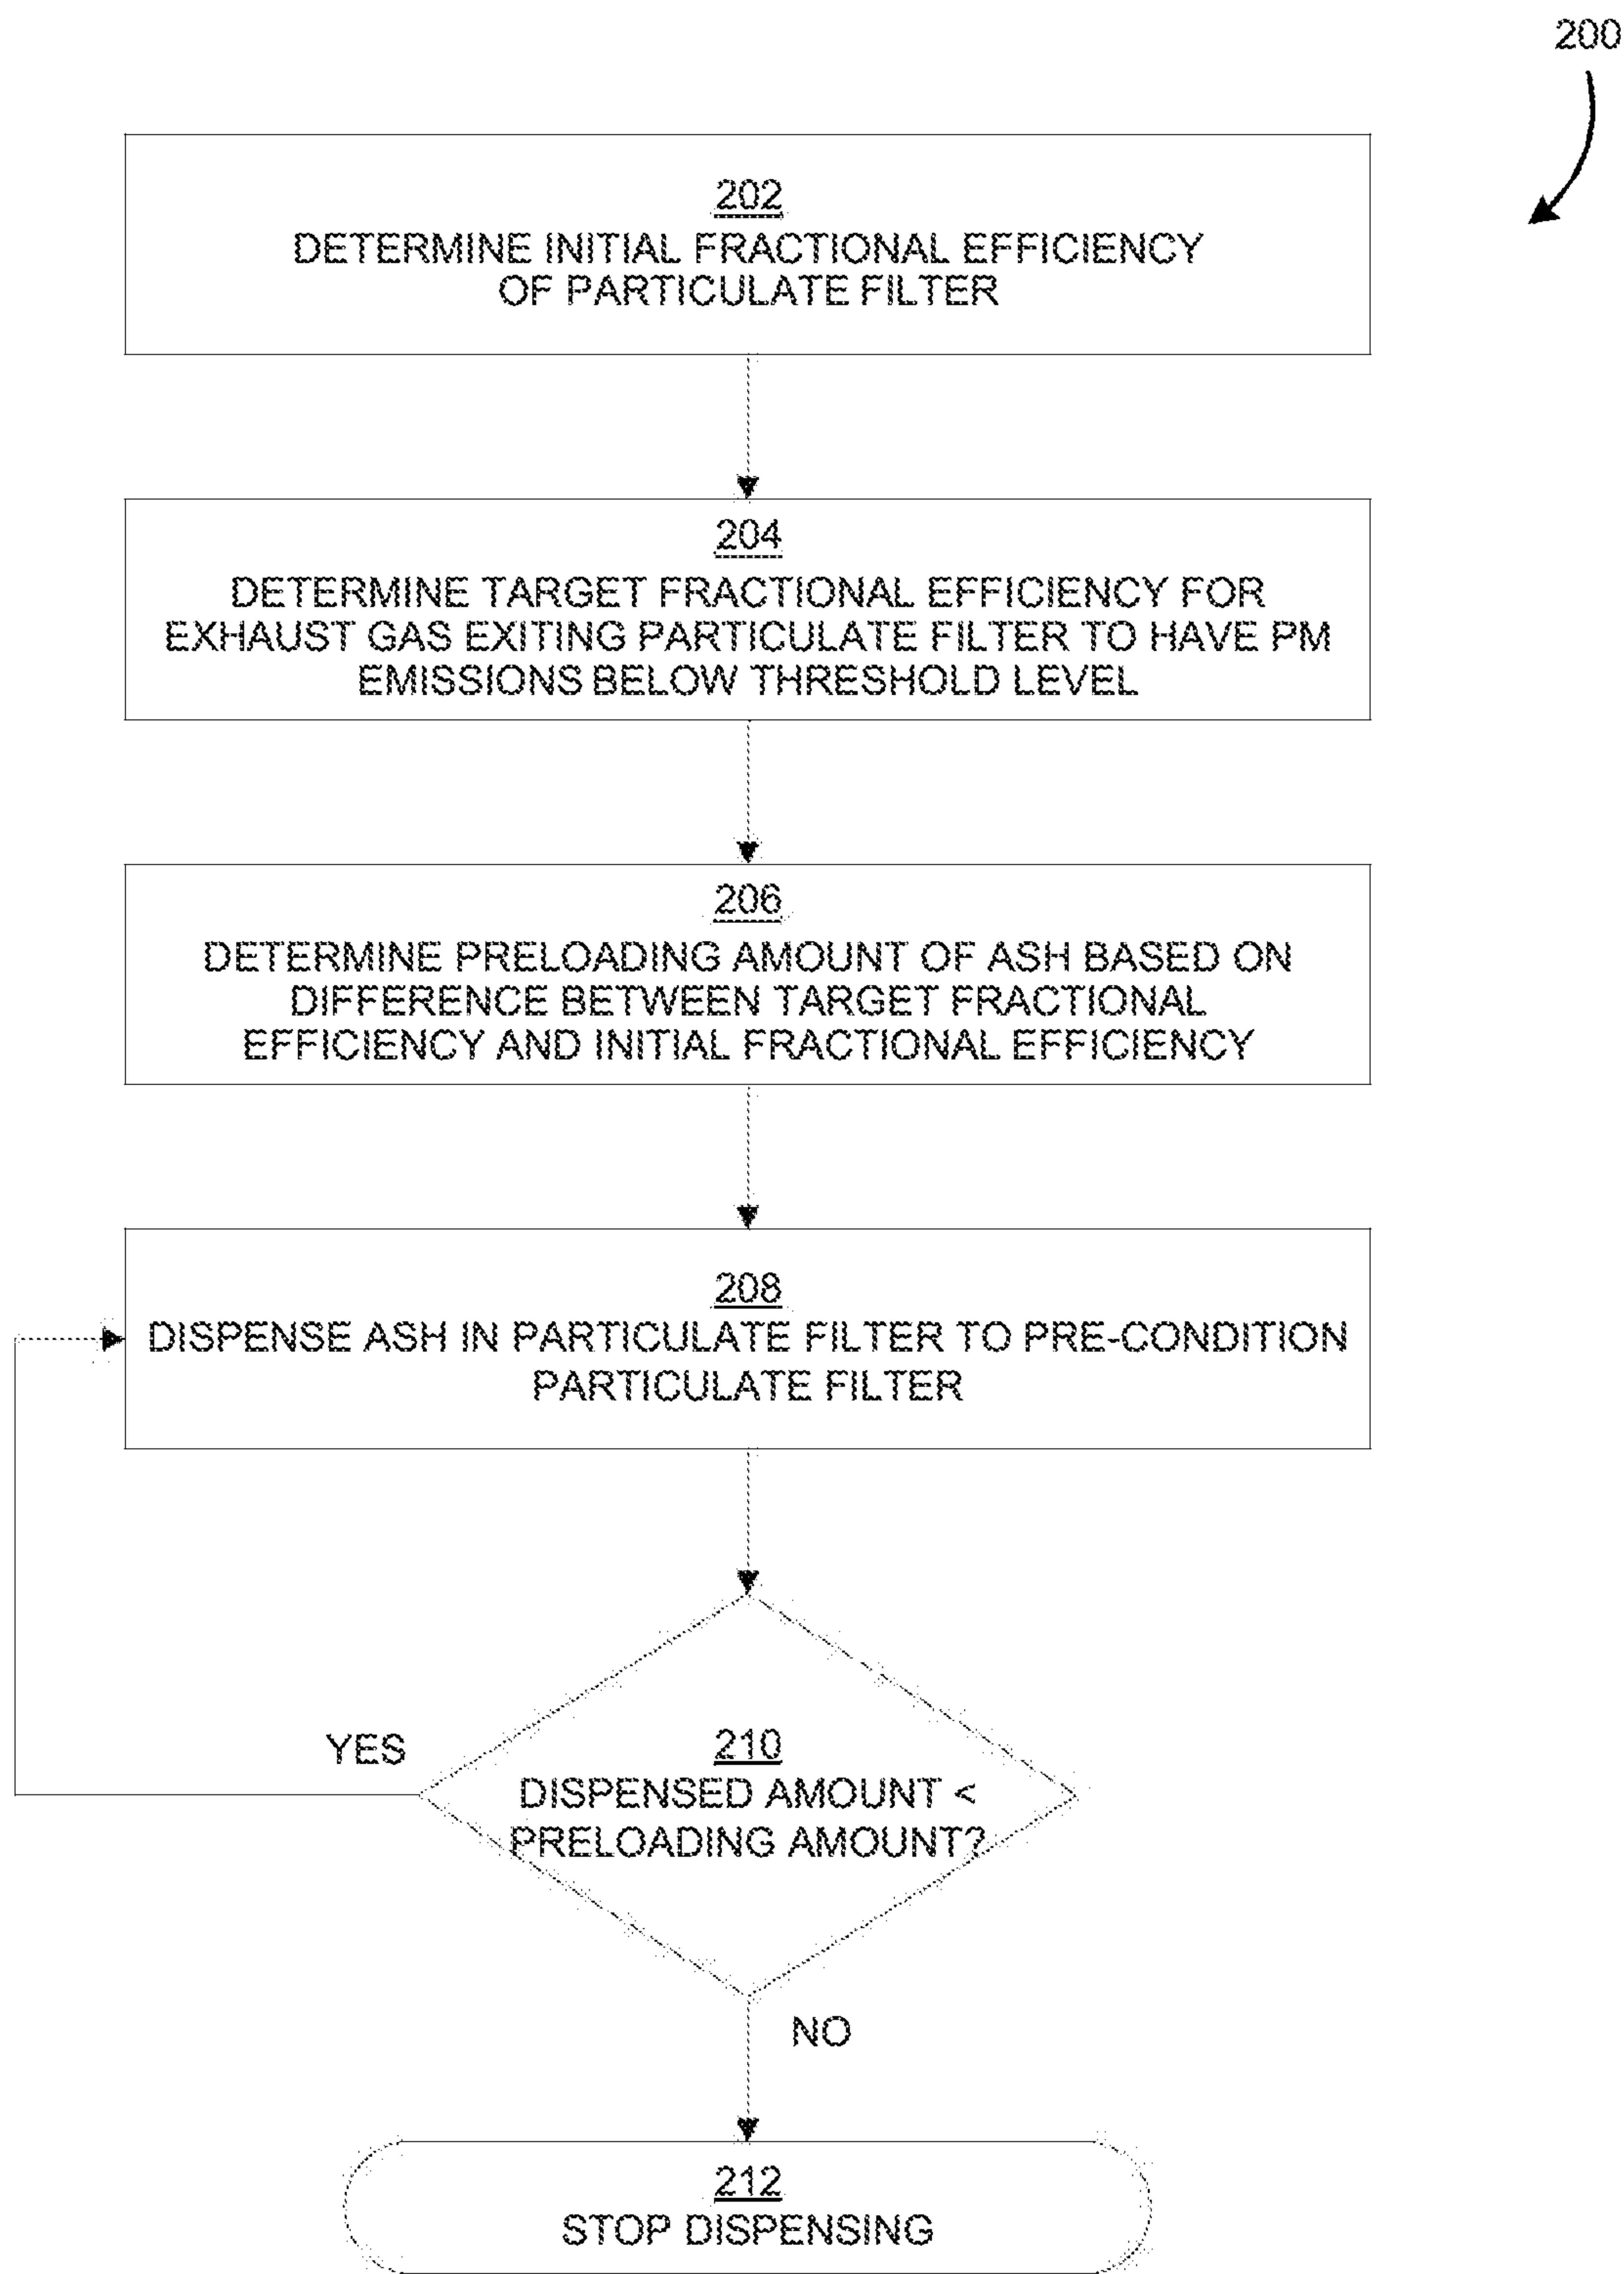 200
202
DETERMINE INITIAL FRACTIONAL EFFICIENCY
OF PARTICULATE FILTER
204
DETERMINE TARGET FRACTIONAL EFFICIENCY FOR
EXHAUST GAS EXITING PARTICULATE FILTER TO HAVE PM
EMISSIONS BELOW THRESHOLD LEVEL
206
DETERMINE PRELOADING AMOUNT OF ASH BASED ON
DIFFERENCE BETWEEN TARGET FRACTIONAL
EFFICIENCY AND INITIAL FRACTIONAL EFFICIENCY
208
DISPENSE ASH IN PARTICULATE FILTER TO PRE-CONDITION
PARTICULATE FILTER
YES
210
DISPENSED AMOUNT <
PRELOADING AMOUNT?
NO
212
STOP DISPENSING